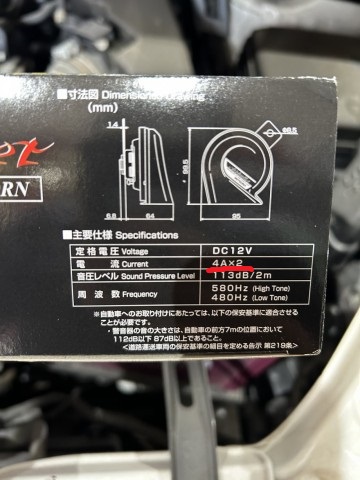 ■寸法図 Dimensional Drawing
(mm)
1.4
φ8.5
99.5
6.8
64
95
RN
■主要仕様 Specifications
定格電圧 Voltage DC12V
電流 Current 4A×2
音圧レベル Sound Pressure Level 113dB/2m
周波数 Frequency 580Hz (High Tone)
480Hz (Low Tone)
※自動車へのお取り付けにあたっては、以下の保安基準に適合させる
ことが必要です。
・警音器の音の大きさは、自動車の前方7mの位置において
112dB以下 87dB以上であること。
<道路運送車両の保安基準の細目を定める告示 第219条>